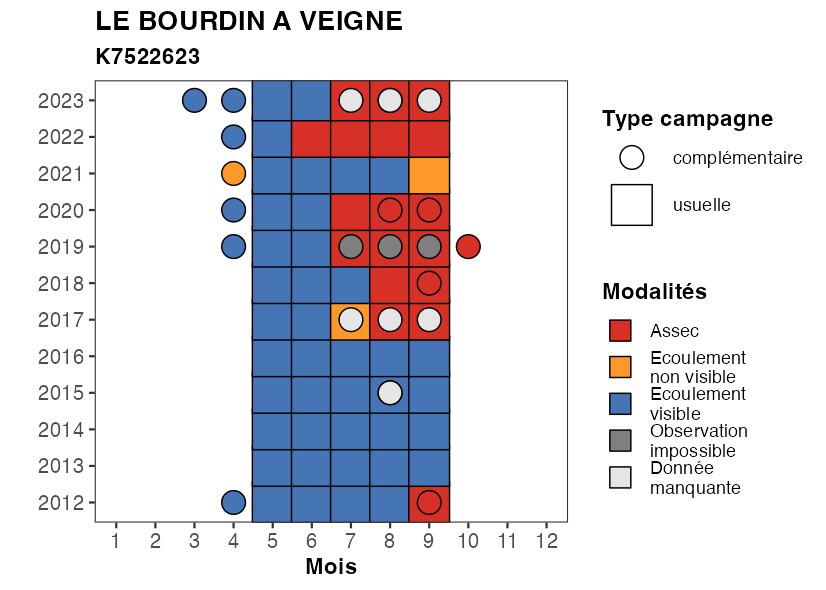 LE BOURDIN A VEIGNE
K7522623
2023
2022
2021
2020
2019
2018
2017
2016
2015
2014
2013
2012
1 2 3 4 5 6 7 8 9 10 11 12
Mois
Type campagne
complémentaire
usuelle
Modalités
Assec
Ecoulement
non visible
Ecoulement
visible
Observation
impossible
Donnée
manquante